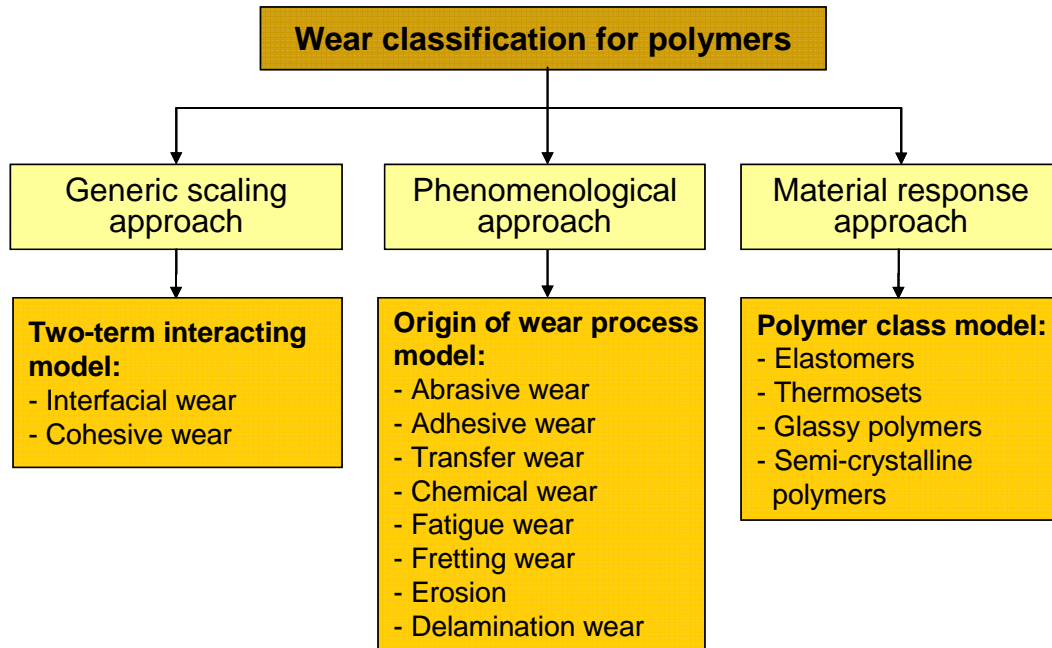 Wear classification for polymers
Generic scaling
approach
Phenomenological
approach
Material response
approach
Two-term interacting
model:
- Interfacial wear
- Cohesive wear
Origin of wear process
model:
- Abrasive wear
- Adhesive wear
- Transfer wear
- Chemical wear
- Fatigue wear
- Fretting wear
- Erosion
- Delamination wear
Polymer class model:
- Elastomers
- Thermosets
- Glassy polymers
- Semi-crystalline
polymers